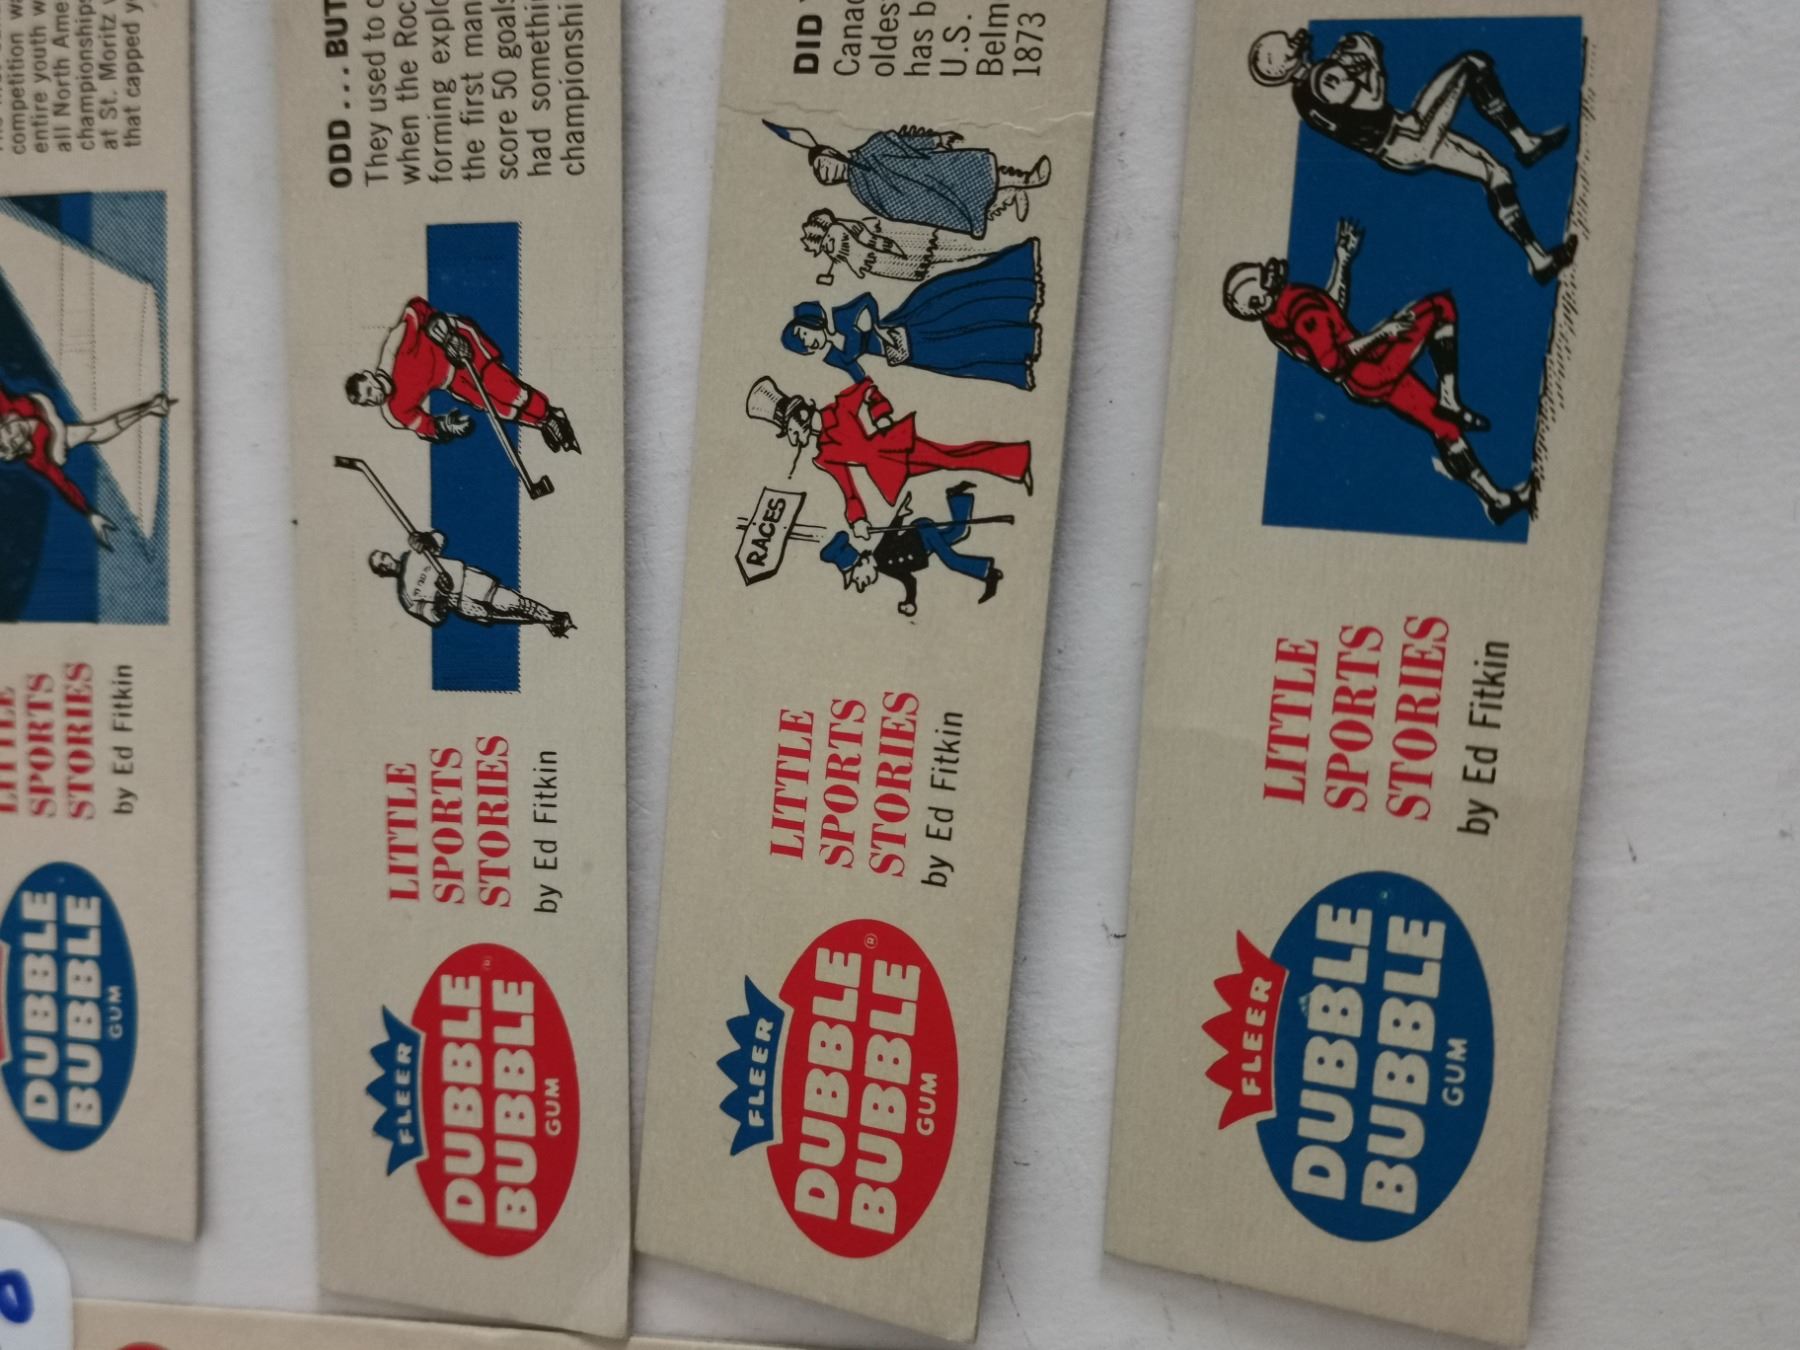 competition wa
entire youth w
all North Ame
championships
at St. Moritz
that capped y
SPORTS
STORIES
by Ed Fitkin
DUBBLE
BUBBLE
GUM
ODD... BUT
They used to c
when the Roc
forming explo
the first man
score 50 goals
had somethi
championshi
LITTLE
SPORTS
STORIES
by Ed Fitkin
FLEER
DUBBLE
BUBBLE ®
GUM
DID
Canad
oldes
has b
U.S.
Belm
1873
RACES
LITTLE
SPORTS
STORIES
by Ed Fitkin
FLEER
DUBBLE
BUBBLE ®
GUM
LITTLE
SPORTS
STORIES
by Ed Fitkin
FLEER
DUBBLE
BUBBLE
GUM